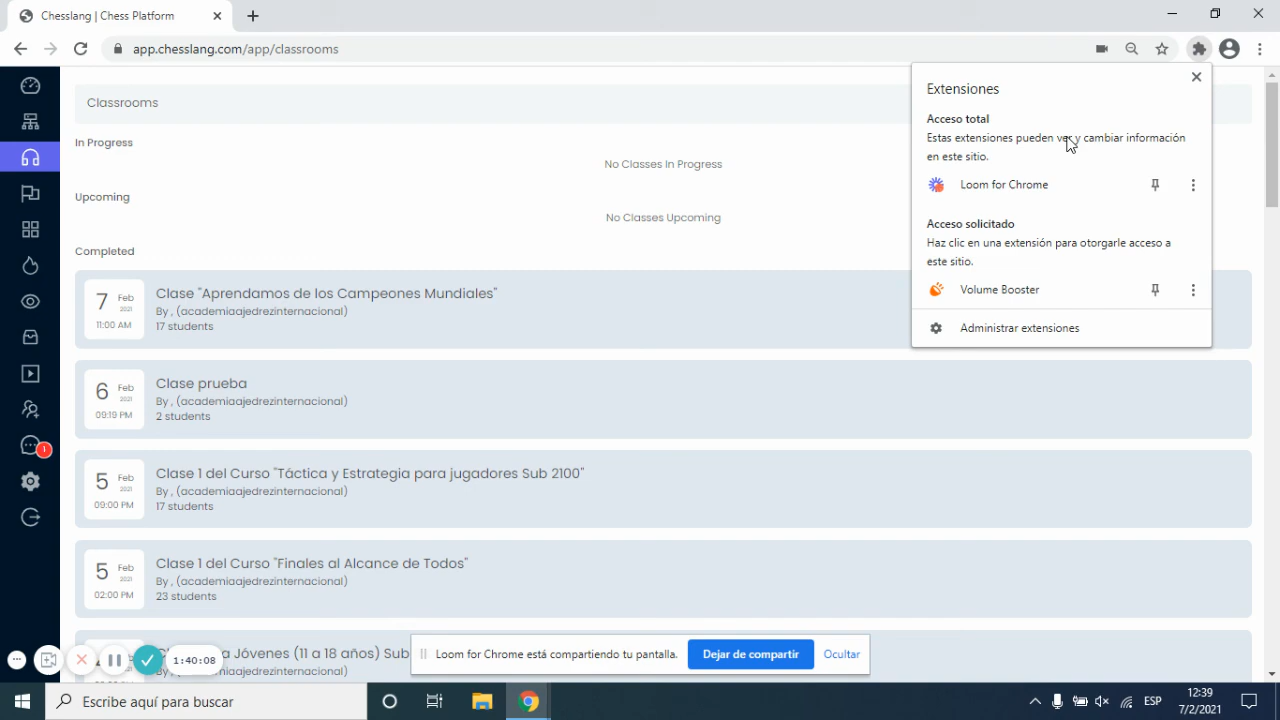 Chesslang | Chess Platform
app.chesslang.com/app/classrooms
Extensiones
Acceso total
Estas extensiones pueden ver y cambiar información
en este sitio.
Loom for Chrome
Acceso solicitado
Haz clic en una extensión para otorgarle acceso a
este sitio.
Volume Booster
Administrar extensiones
Classrooms
In Progress
No Classes In Progress
Upcoming
No Classes Upcoming
Completed
7 Feb
2021
11:00 AM
Clase "Aprendamos de los Campeones Mundiales"
By , (academiaajedrezinternacional)
17 students
6 Feb
2021
09:19 PM
Clase prueba
By , (academiaajedrezinternacional)
2 students
5 Feb
2021
09:00 PM
Clase 1 del Curso "Táctica y Estrategia para jugadores Sub 2100"
By , (academiaajedrezinternacional)
17 students
5 Feb
2021
02:00 PM
Clase 1 del Curso "Finales al Alcance de Todos"
By , (academiaajedrezinternacional)
23 students
a Jóvenes (11 a 18 años) Sub
academiaajedrezinternacional)
1
1:40:08
Loom for Chrome está compartiendo tu pantalla.
Dejar de compartir
Ocultar
Escribe aquí para buscar
ESP
12:39
7/2/2021